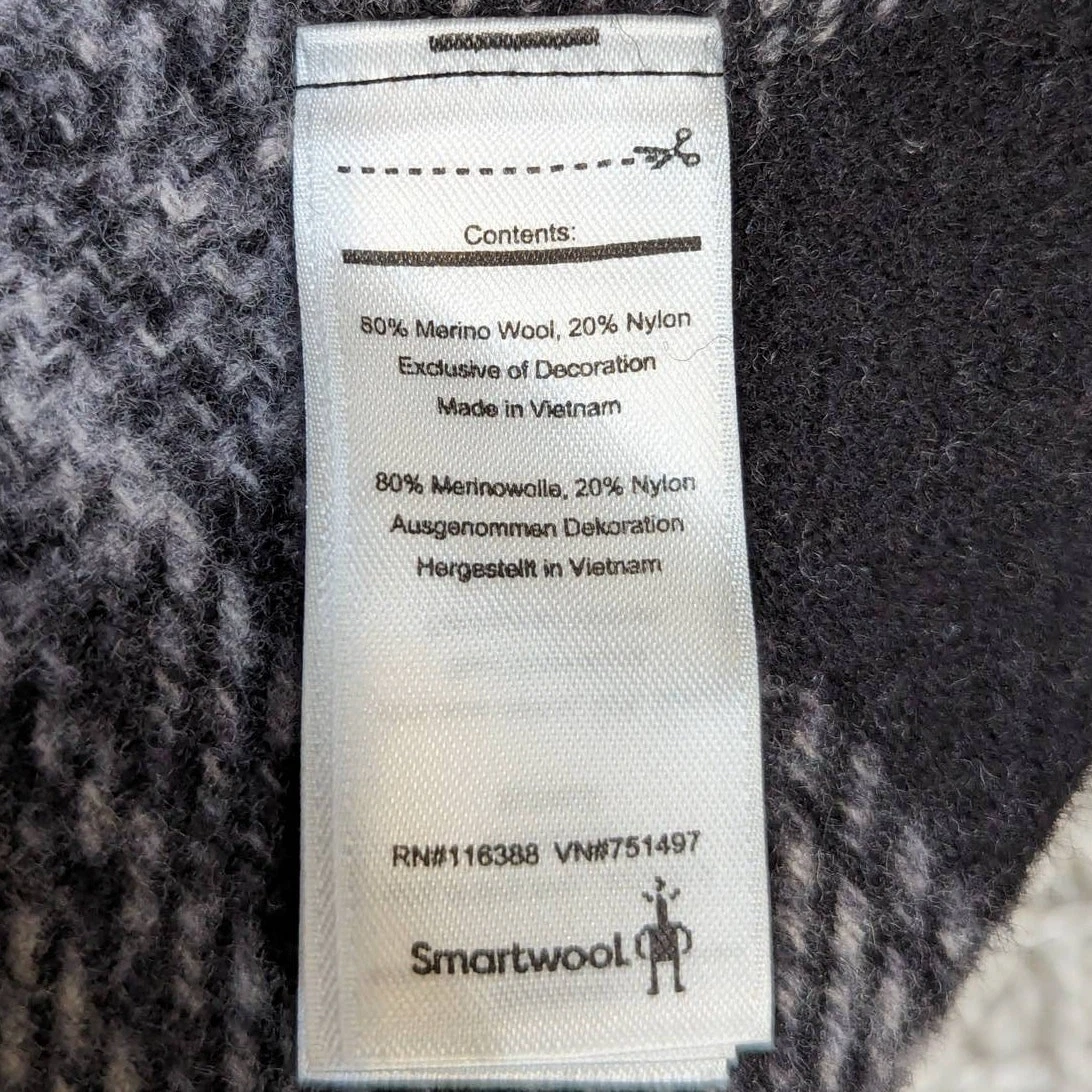 Contents:
80% Merino Wool, 20% Nylon
Exclusive of Decoration
Made in Vietnam
80% Merinowolle, 20% Nylon
Ausgenommen Dekoration
Hergestellt in Vietnam
RN#116388 VN#751497
Smartwool